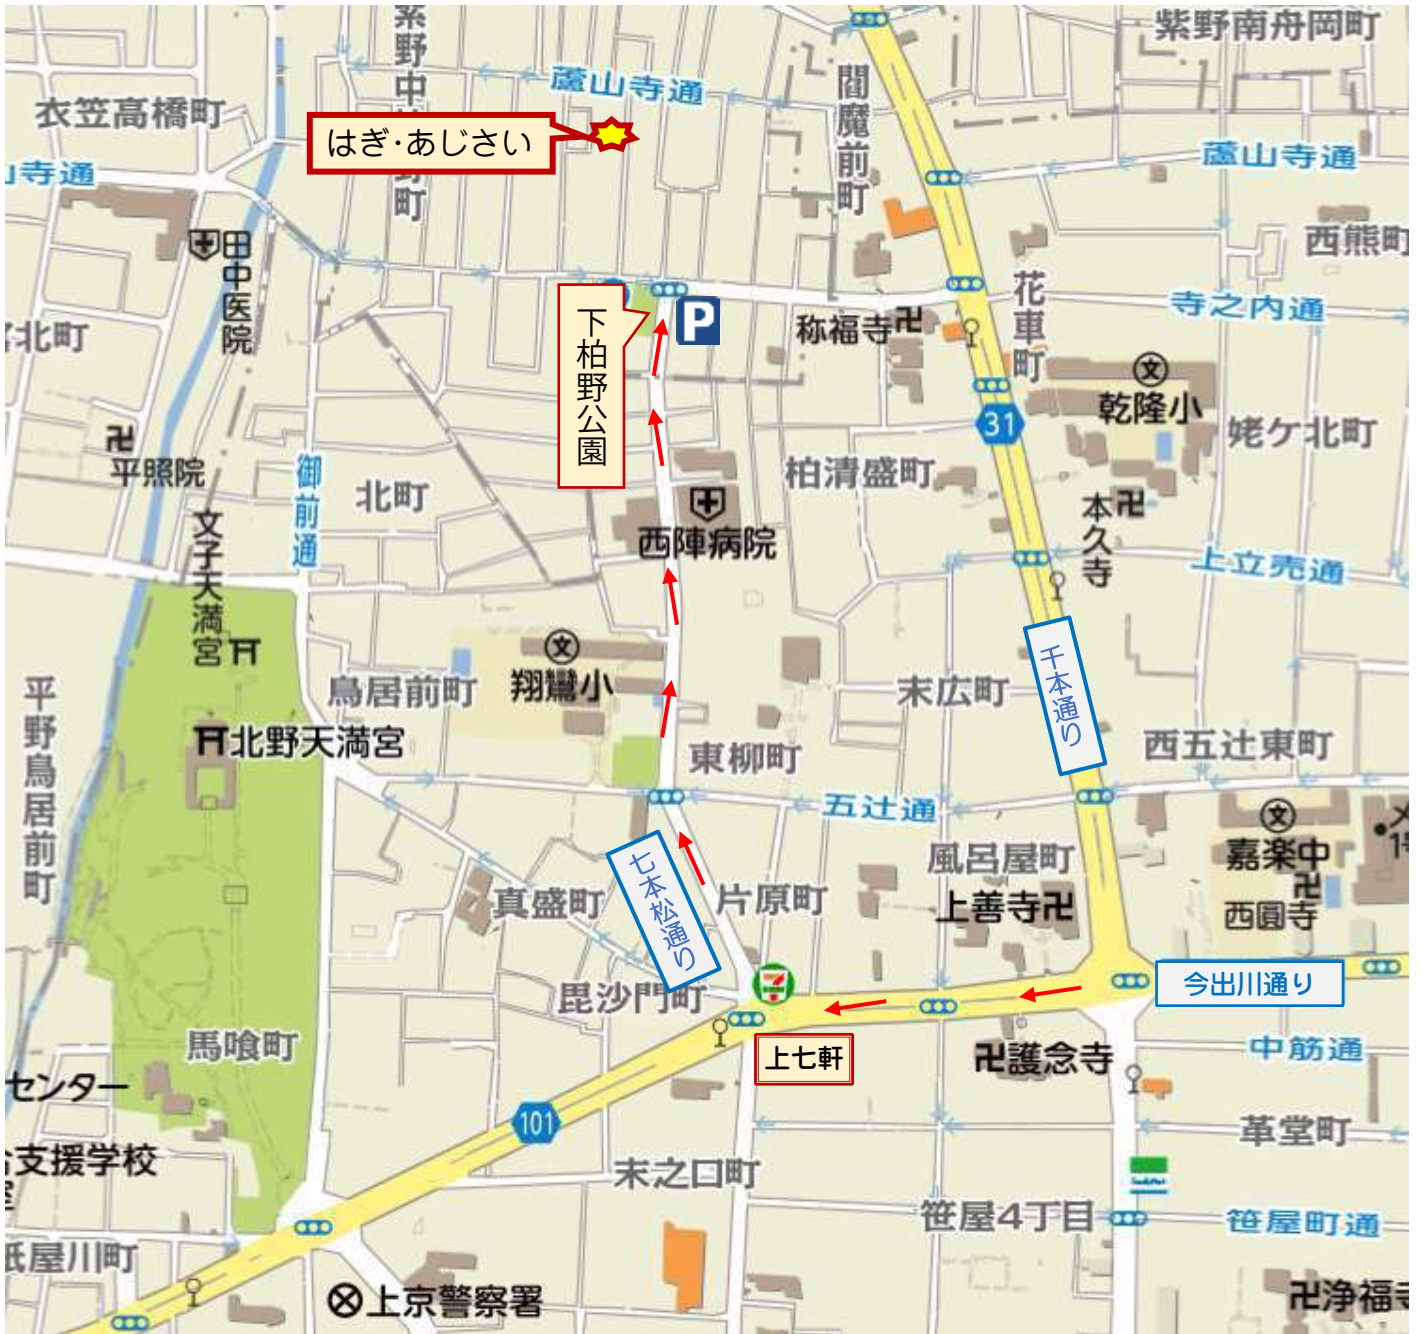 紫野南舟岡町
蘆山寺通
衣笠高橋町
閻魔前町
はぎ・あじさい
蘆山寺通
山寺通
西熊町
田中医院
花車町
寺之内通
P
称福寺
下柏野公園
北町
乾隆小
31
姥ケ北町
平照院
御前通
北町
柏清盛町
本久寺
西陣病院
文子天満宮
上立売通
千本通り
翔鸞小
鳥居前町
末広町
平野鳥居前町
北野天満宮
東柳町
西五辻東町
五辻通
七本松通り
風呂屋町
嘉楽中
真盛町
片原町
上善寺
西圓寺
今出川通り
毘沙門町
馬喰町
上七軒
護念寺
中筋通
センター
101
革堂町
支援学校
末之口町
FamilyMart
笹屋4丁目
笹屋町通
紙屋川町
上京警察署
浄福寺